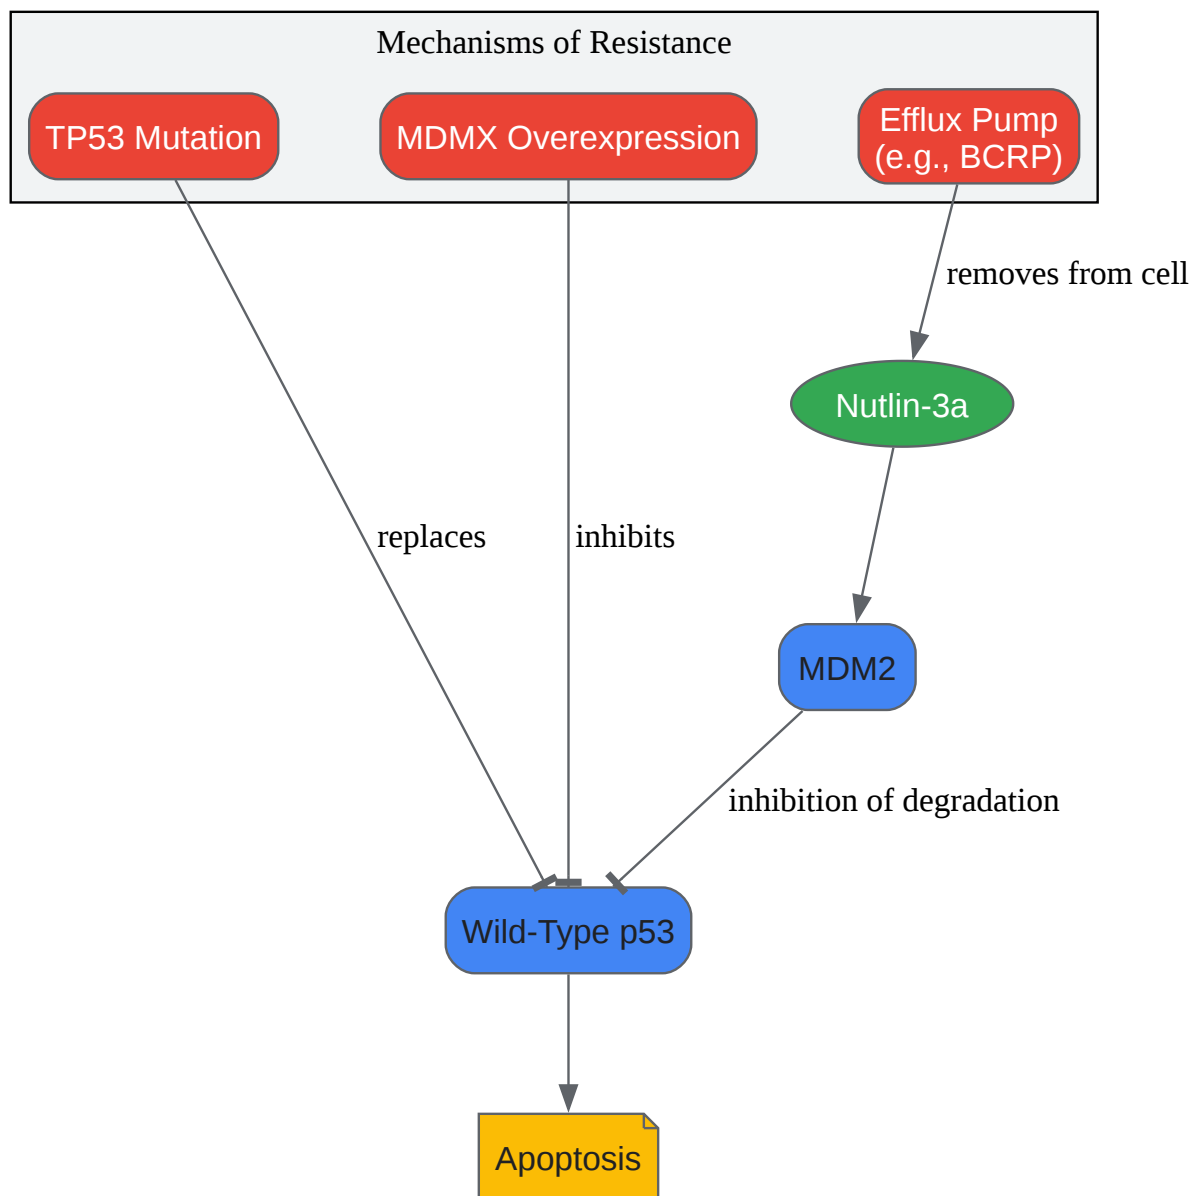 Mechanisms of Resistance
TP53 Mutation
MDMX Overexpression
Efflux Pump
(e.g., BCRP)
removes from cell
Nutlin-3a
replaces
inhibits
MDM2
inhibition of degradation
Wild-Type p53
Apoptosis